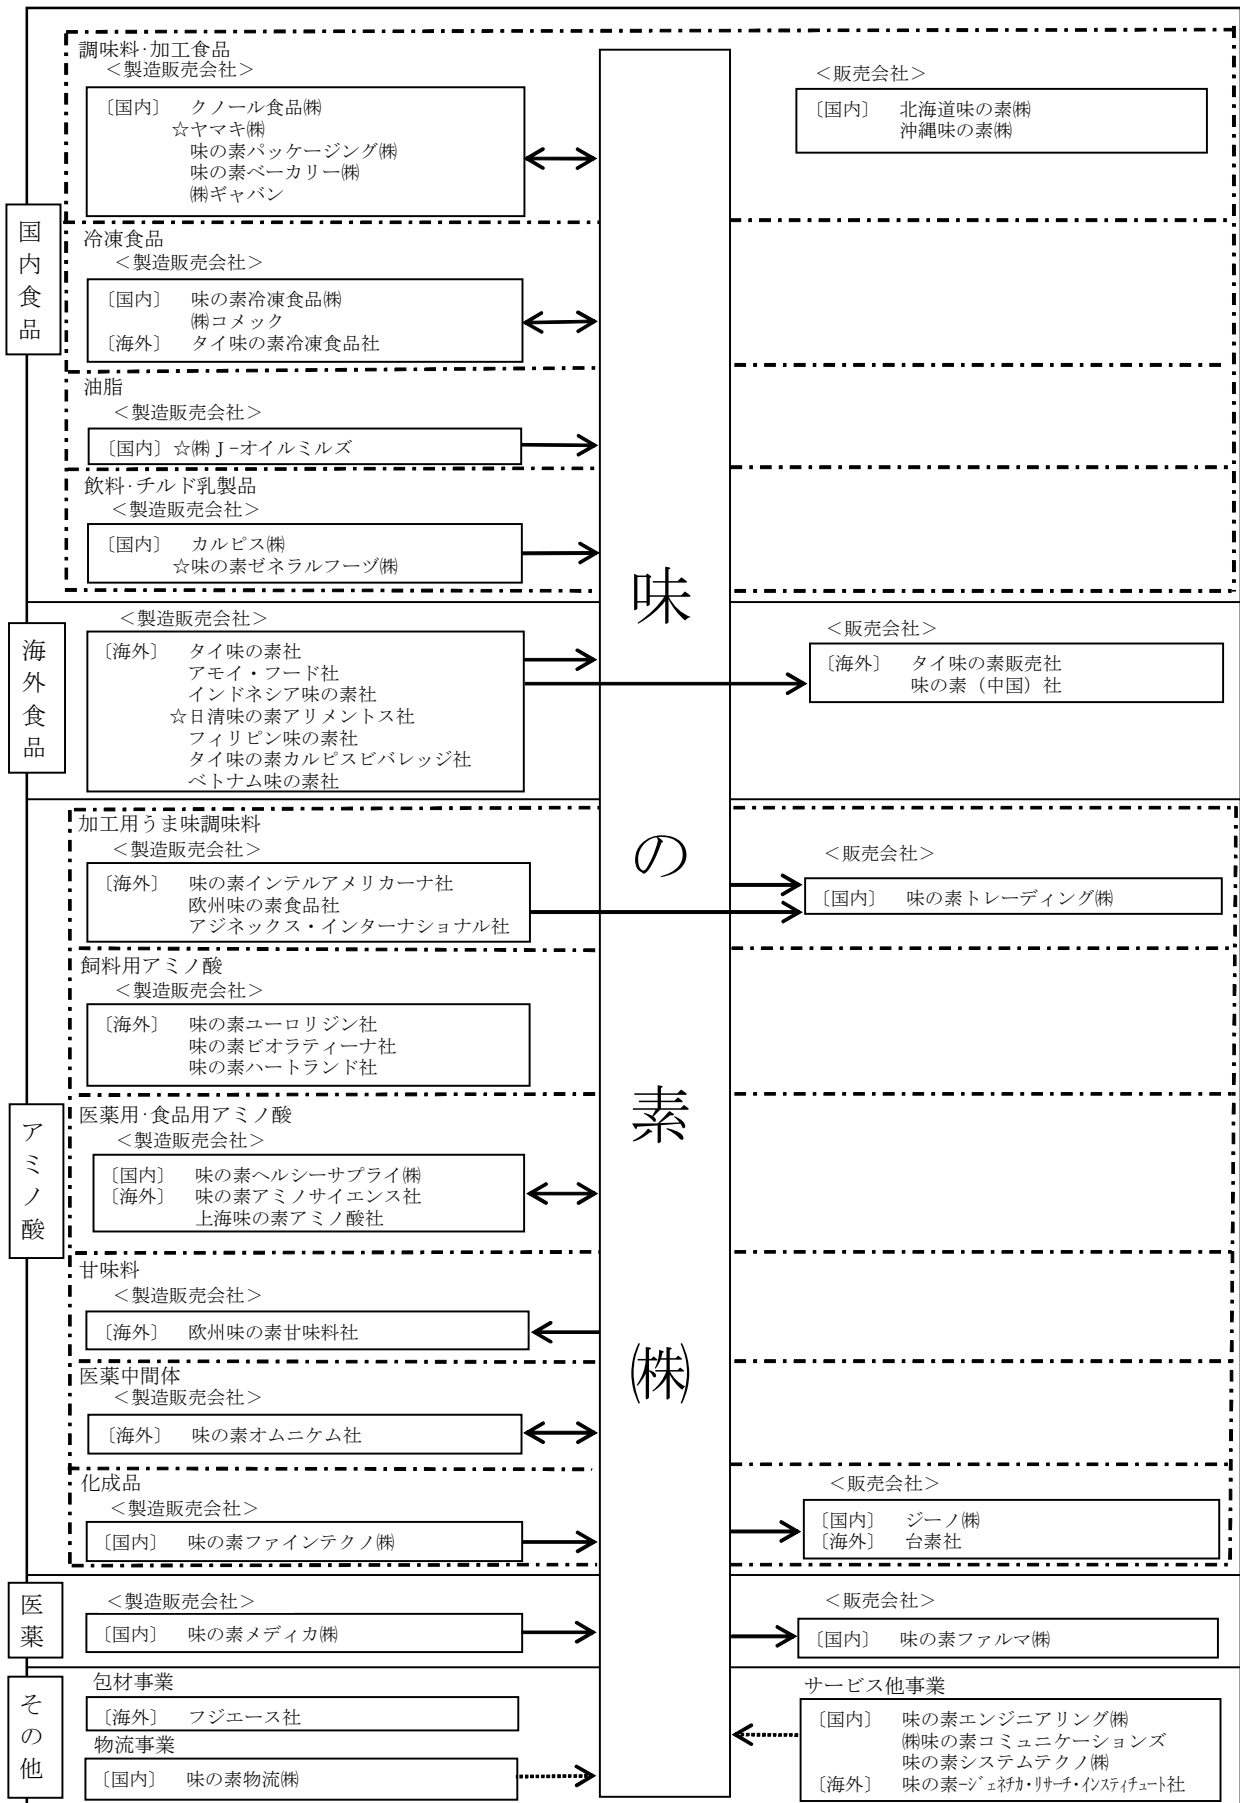 国内食品
調味料･加工食品
＜製造販売会社＞
〔国内〕 クノール食品㈱
☆ヤマキ㈱
味の素パッケージング㈱
味の素ベーカリー㈱
㈱ギャバン
＜販売会社＞
〔国内〕 北海道味の素㈱
沖縄味の素㈱
冷凍食品
＜製造販売会社＞
〔国内〕 味の素冷凍食品㈱
㈱コメック
〔海外〕 タイ味の素冷凍食品社
油脂
＜製造販売会社＞
〔国内〕☆㈱Ｊ−オイルミルズ
飲料･チルド乳製品
＜製造販売会社＞
〔国内〕 カルピス㈱
☆味の素ゼネラルフーヅ㈱
味の素㈱
海外食品
＜製造販売会社＞
〔海外〕 タイ味の素社
アモイ・フード社
インドネシア味の素社
☆日清味の素アリメントス社
フィリピン味の素社
タイ味の素カルピスビバレッジ社
ベトナム味の素社
＜販売会社＞
〔海外〕 タイ味の素販売社
味の素（中国）社
アミノ酸
加工用うま味調味料
＜製造販売会社＞
〔海外〕 味の素インテルアメリカーナ社
欧州味の素食品社
アジネックス・インターナショナル社
＜販売会社＞
〔国内〕 味の素トレーディング㈱
飼料用アミノ酸
＜製造販売会社＞
〔海外〕 味の素ユーロリジン社
味の素ビオラティーナ社
味の素ハートランド社
医薬用･食品用アミノ酸
＜製造販売会社＞
〔国内〕 味の素ヘルシーサプライ㈱
〔海外〕 味の素アミノサイエンス社
上海味の素アミノ酸社
甘味料
＜製造販売会社＞
〔海外〕 欧州味の素甘味料社
医薬中間体
＜製造販売会社＞
〔海外〕 味の素オムニケム社
化成品
＜製造販売会社＞
〔国内〕 味の素ファインテクノ㈱
＜販売会社＞
〔国内〕 ジーノ㈱
〔海外〕 台素社
医薬
＜製造販売会社＞
〔国内〕 味の素メディカ㈱
＜販売会社＞
〔国内〕 味の素ファルマ㈱
その他
包材事業
〔海外〕 フジエース社
物流事業
〔国内〕 味の素物流㈱
サービス他事業
〔国内〕 味の素エンジニアリング㈱
㈱味の素コミュニケーションズ
味の素システムテクノ㈱
〔海外〕 味の素−ｼﾞｪﾈﾁｶ･ﾘｻｰﾁ･ｲﾝｽﾃｨﾁｭｰﾄ社